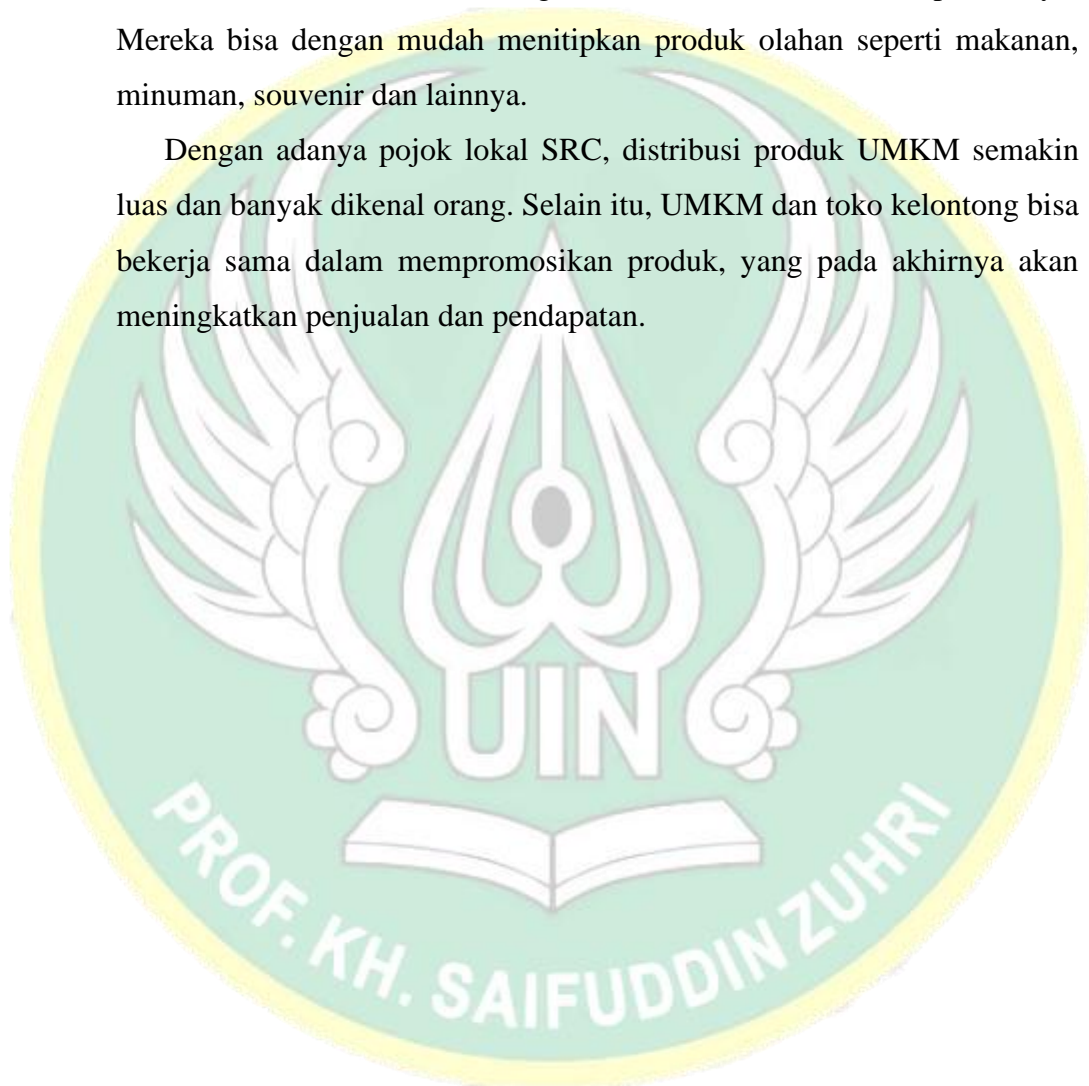 Mereka bisa dengan mudah menitipkan produk olahan seperti makanan,
minuman, souvenir dan lainnya.
Dengan adanya pojok lokal SRC, distribusi produk UMKM semakin
luas dan banyak dikenal orang. Selain itu, UMKM dan toko kelontong bisa
bekerja sama dalam mempromosikan produk, yang pada akhirnya akan
meningkatkan penjualan dan pendapatan.
UIN
PROF. KH. SAIFUDDIN ZUHRI